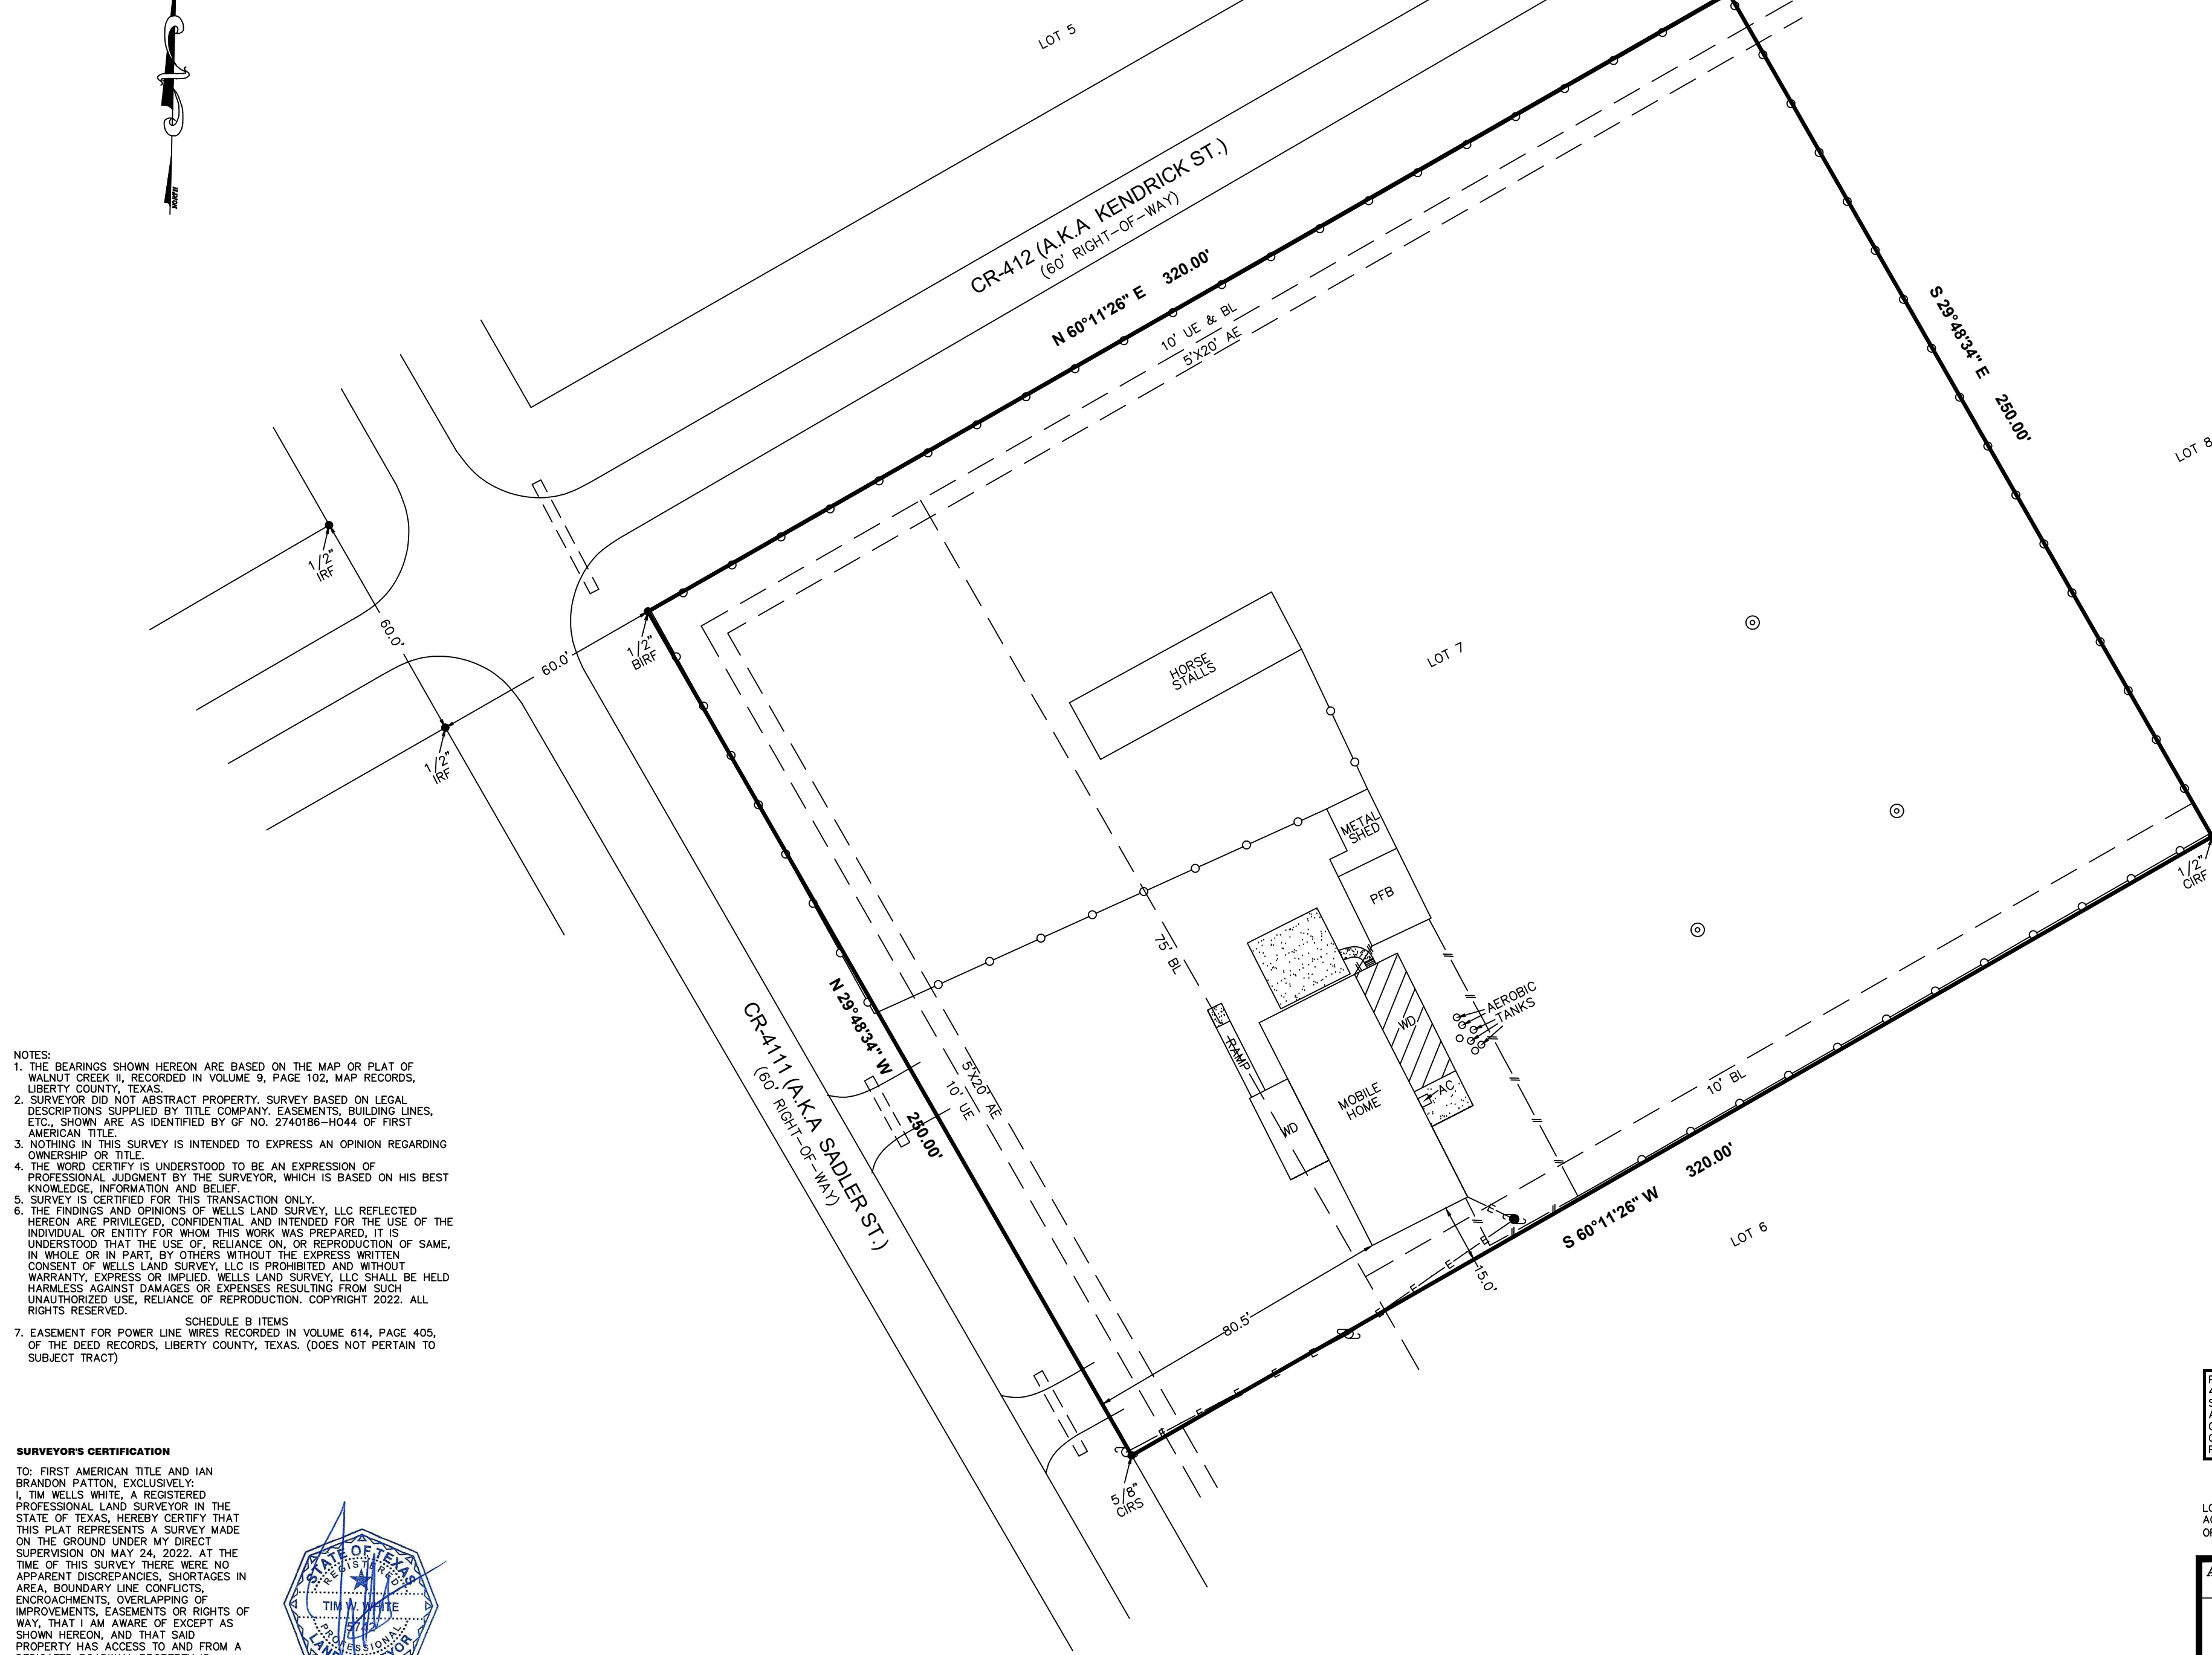 NORTH
LOT 5
CR-412 (A.K.A KENDRICK ST.)
(60' RIGHT-OF-WAY)
N 60°11'26" E 320.00'
10' UE & BL
5'X20' AE
S 29°48'34" E 250.00'
LOT 8
1/2"
IRF
60.0'
60.0'
1/2"
BIRF
1/2"
IRF
HORSE
STALLS
LOT 7
METAL
SHED
PFB
75' BL
1/2"
CIRF
AEROBIC
TANKS
WD
RAMP
AC
MOBILE
HOME
WD
10' BL
N 29°48'34" W 250.00'
CR-4111 (A.K.A SADLER ST.)
(60' RIGHT-OF-WAY)
5'X20' AE
10' UE
S 60°11'26" W 320.00'
LOT 6
15.0'
80.5'
E E E E E E E E E E
5/8"
CIRS
NOTES:
1. THE BEARINGS SHOWN HEREON ARE BASED ON THE MAP OR PLAT OF
WALNUT CREEK II, RECORDED IN VOLUME 9, PAGE 102, MAP RECORDS,
LIBERTY COUNTY, TEXAS.
2. SURVEYOR DID NOT ABSTRACT PROPERTY. SURVEY BASED ON LEGAL
DESCRIPTIONS SUPPLIED BY TITLE COMPANY. EASEMENTS, BUILDING LINES,
ETC., SHOWN ARE AS IDENTIFIED BY GF NO. 2740186-HO44 OF FIRST
AMERICAN TITLE.
3. NOTHING IN THIS SURVEY IS INTENDED TO EXPRESS AN OPINION REGARDING
OWNERSHIP OR TITLE.
4. THE WORD CERTIFY IS UNDERSTOOD TO BE AN EXPRESSION OF
PROFESSIONAL JUDGMENT BY THE SURVEYOR, WHICH IS BASED ON HIS BEST
KNOWLEDGE, INFORMATION AND BELIEF.
5. SURVEY IS CERTIFIED FOR THIS TRANSACTION ONLY.
6. THE FINDINGS AND OPINIONS OF WELLS LAND SURVEY, LLC REFLECTED
HEREON ARE PRIVILEGED, CONFIDENTIAL AND INTENDED FOR THE USE OF THE
INDIVIDUAL OR ENTITY FOR WHOM THIS WORK WAS PREPARED, IT IS
UNDERSTOOD THAT THE USE OF, RELIANCE ON, OR REPRODUCTION OF SAME,
IN WHOLE OR IN PART, BY OTHERS WITHOUT THE EXPRESS WRITTEN
CONSENT OF WELLS LAND SURVEY, LLC IS PROHIBITED AND WITHOUT
WARRANTY, EXPRESS OR IMPLIED. WELLS LAND SURVEY, LLC SHALL BE HELD
HARMLESS AGAINST DAMAGES OR EXPENSES RESULTING FROM SUCH
UNAUTHORIZED USE, RELIANCE OF REPRODUCTION. COPYRIGHT 2022. ALL
RIGHTS RESERVED.
SCHEDULE B ITEMS
7. EASEMENT FOR POWER LINE WIRES RECORDED IN VOLUME 614, PAGE 405,
OF THE DEED RECORDS, LIBERTY COUNTY, TEXAS. (DOES NOT PERTAIN TO
SUBJECT TRACT)
SURVEYOR'S CERTIFICATION
TO: FIRST AMERICAN TITLE AND IAN
BRANDON PATTON, EXCLUSIVELY:
I, TIM WELLS WHITE, A REGISTERED
PROFESSIONAL LAND SURVEYOR IN THE
STATE OF TEXAS, HEREBY CERTIFY THAT
THIS PLAT REPRESENTS A SURVEY MADE
ON THE GROUND UNDER MY DIRECT
SUPERVISION ON MAY 24, 2022. AT THE
TIME OF THIS SURVEY THERE WERE NO
APPARENT DISCREPANCIES, SHORTAGES IN
AREA, BOUNDARY LINE CONFLICTS,
ENCROACHMENTS, OVERLAPPING OF
IMPROVEMENTS, EASEMENTS OR RIGHTS OF
WAY, THAT I AM AWARE OF EXCEPT AS
SHOWN HEREON, AND THAT SAID
PROPERTY HAS ACCESS TO AND FROM A
STATE OF TEXAS
REGISTERED
TIM W. WHITE
5742
PROFESSIONAL